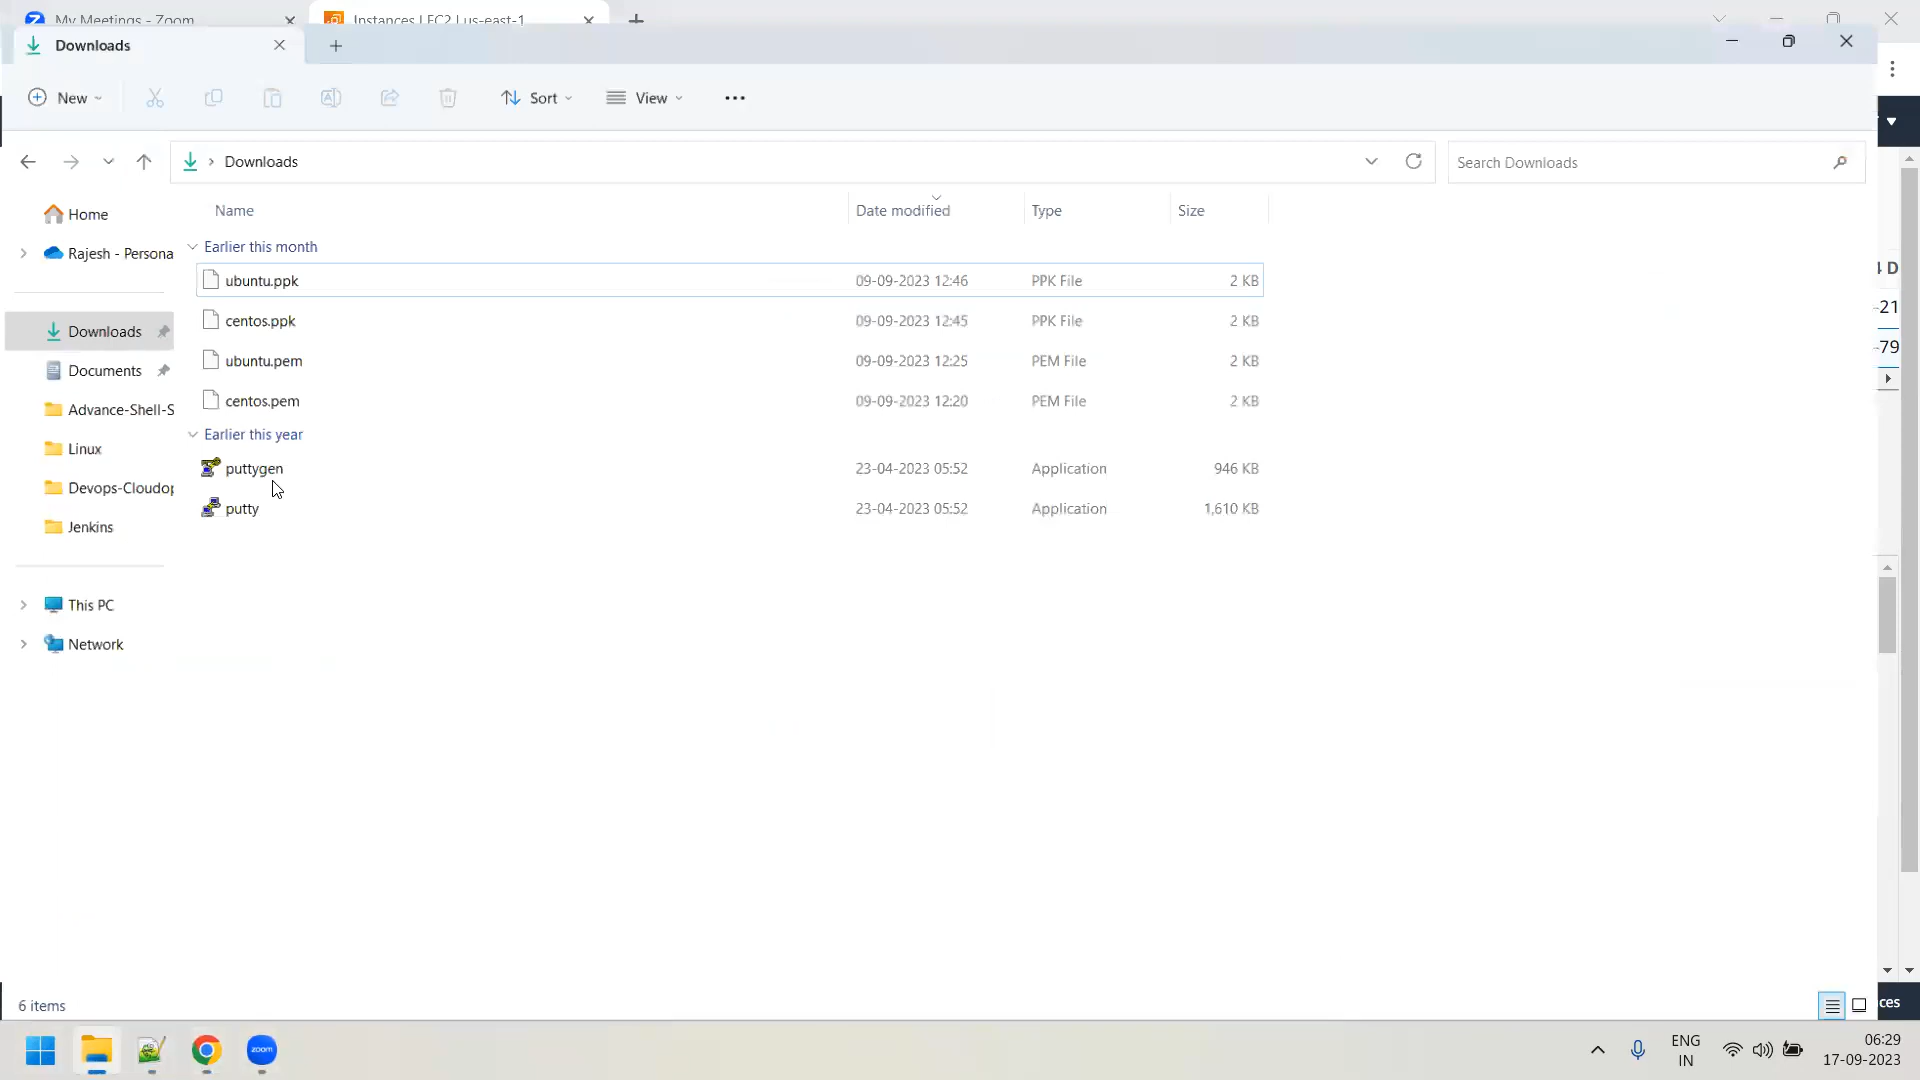 My Meetings - Zoom
Instances | EC2 | us-east-1
Downloads
New
Sort
View
Downloads
Search Downloads
Name
Date modified
Type
Size
Home
Rajesh - Persona
Downloads
Documents
Advance-Shell-S
Linux
Devops-Cloudop
Jenkins
This PC
Network
Earlier this month
ubuntu.ppk 09-09-2023 12:46 PPK File 2 KB
centos.ppk 09-09-2023 12:45 PPK File 2 KB
ubuntu.pem 09-09-2023 12:25 PEM File 2 KB
centos.pem 09-09-2023 12:20 PEM File 2 KB
Earlier this year
puttygen 23-04-2023 05:52 Application 946 KB
putty 23-04-2023 05:52 Application 1,610 KB
D
-21
-79
ces
6 items
zoom
ENG
IN
06:29
17-09-2023